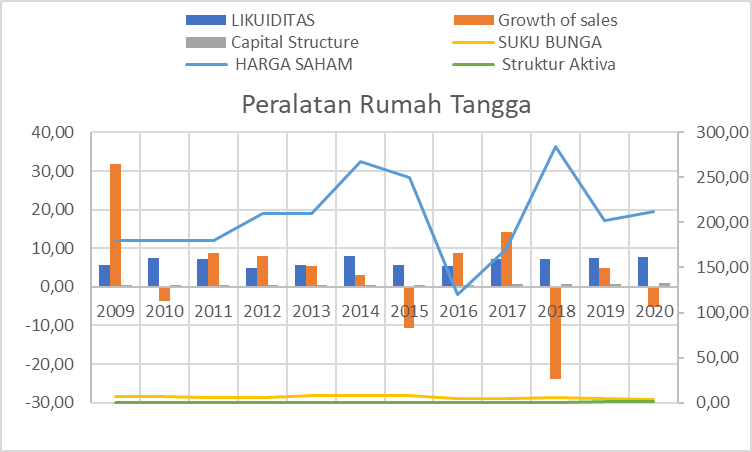 LIKUIDITAS Growth of sales
Capital Structure SUKU BUNGA
HARGA SAHAM Struktur Aktiva
Peralatan Rumah Tangga
40,00 300,00
30,00 250,00
20,00 200,00
10,00 150,00
0,00 100,00
-10,00 50,00
-20,00 0,00
-30,00
2009 2010 2011 2012 2013 2014 2015 2016 2017 2018 2019 2020